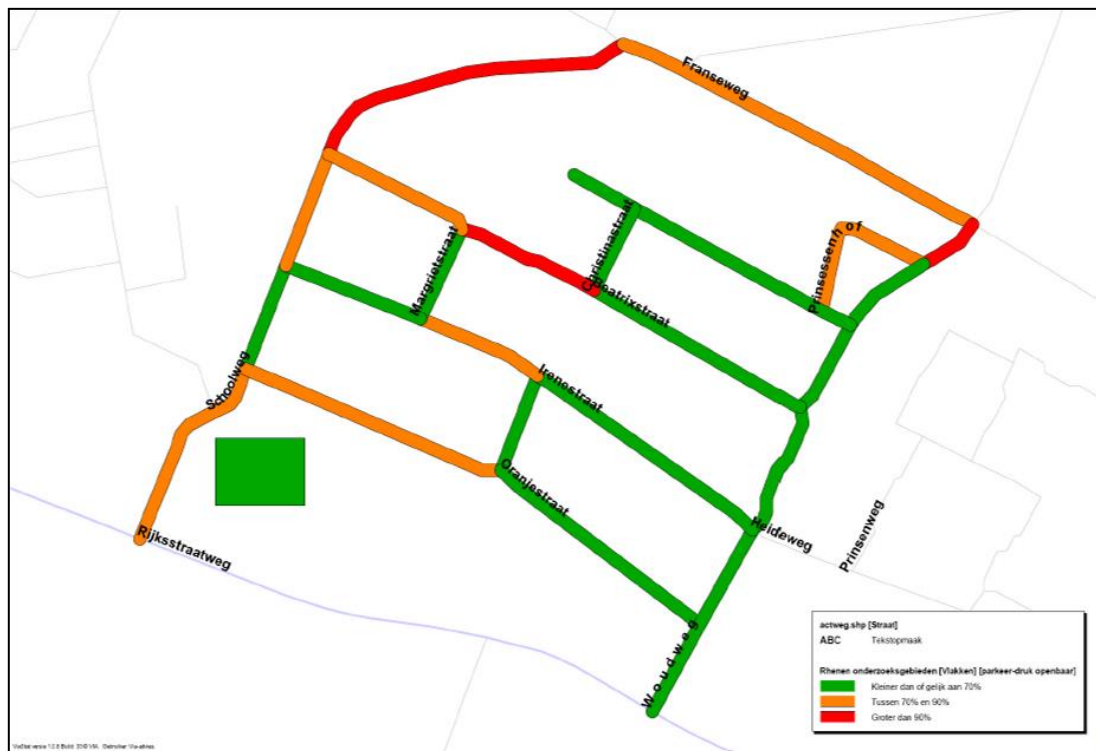 Franseweg
Christinastraat
Prinsessenhof
Margrietstraat
Beatrixstraat
Schoolweg
Irenestraat
Oranjestraat
Rijksstraatweg
Heideweg
Prinsenweg
Woudweg
actweg.shp [Straat]
ABC Tekstopmaak
Rhenen onderzoeksgebieden [Vlakken] [parkeer-druk openbaar]
Kleiner dan of gelijk aan 70%
Tussen 70% en 90%
Groter dan 90%